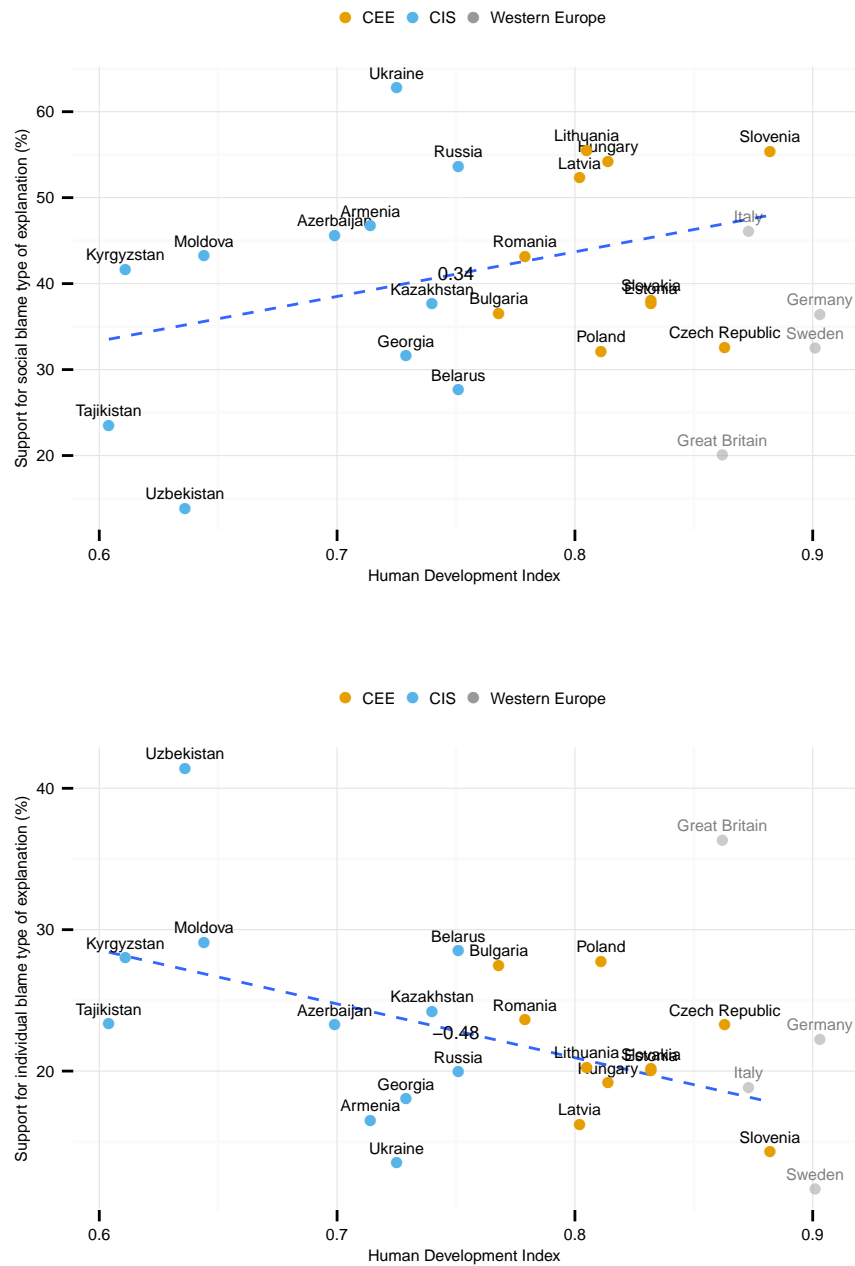 CEE CIS Western Europe
Support for social blame type of explanation (%)
60
50
40
30
20
Ukraine
Lithuania
Hungary
Slovenia
Latvia
Russia
Armenia
Azerbaijan
Italy
Moldova
Kyrgyzstan
Romania
0.34
Slovakia
Estonia
Kazakhstan
Bulgaria
Germany
Poland
Czech Republic
Sweden
Georgia
Belarus
Tajikistan
Great Britain
Uzbekistan
0.6 0.7 0.8 0.9
Human Development Index
CEE CIS Western Europe
Support for individual blame type of explanation (%)
40
30
20
Uzbekistan
Great Britain
Moldova
Kyrgyzstan
Belarus
Bulgaria
Poland
Kazakhstan
Tajikistan
Azerbaijan
Romania
Czech Republic
Germany
−0.48
Lithuania
Slovakia
Estonia
Hungary
Russia
Italy
Georgia
Armenia
Latvia
Ukraine
Slovenia
Sweden
0.6 0.7 0.8 0.9
Human Development Index